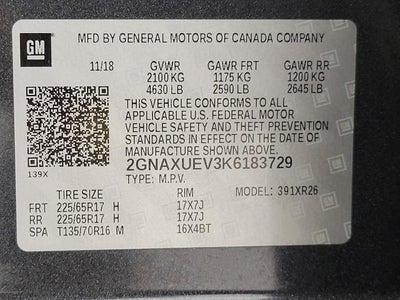 GM
MFD BY GENERAL MOTORS OF CANADA COMPANY
11/18 GVWR GAWR FRT GAWR RR
2100 KG 1175 KG 1200 KG
4630 LB 2590 LB 2645 LB
THIS VEHICLE CONFORMS TO ALL
APPLICABLE U.S. FEDERAL MOTOR
VEHICLE SAFETY AND THEFT PREVENTION
STANDARDS IN EFFECT ON THE DATE OF
MANUFACTURE SHOWN ABOVE.
139X
2GNAXUEV3K6183729
TYPE: M.P.V.
TIRE SIZE RIM MODEL: 391XR26
FRT 225/65R17 H 17X7J
RR 225/65R17 H 17X7J
SPA T135/70R16 M 16X4BT